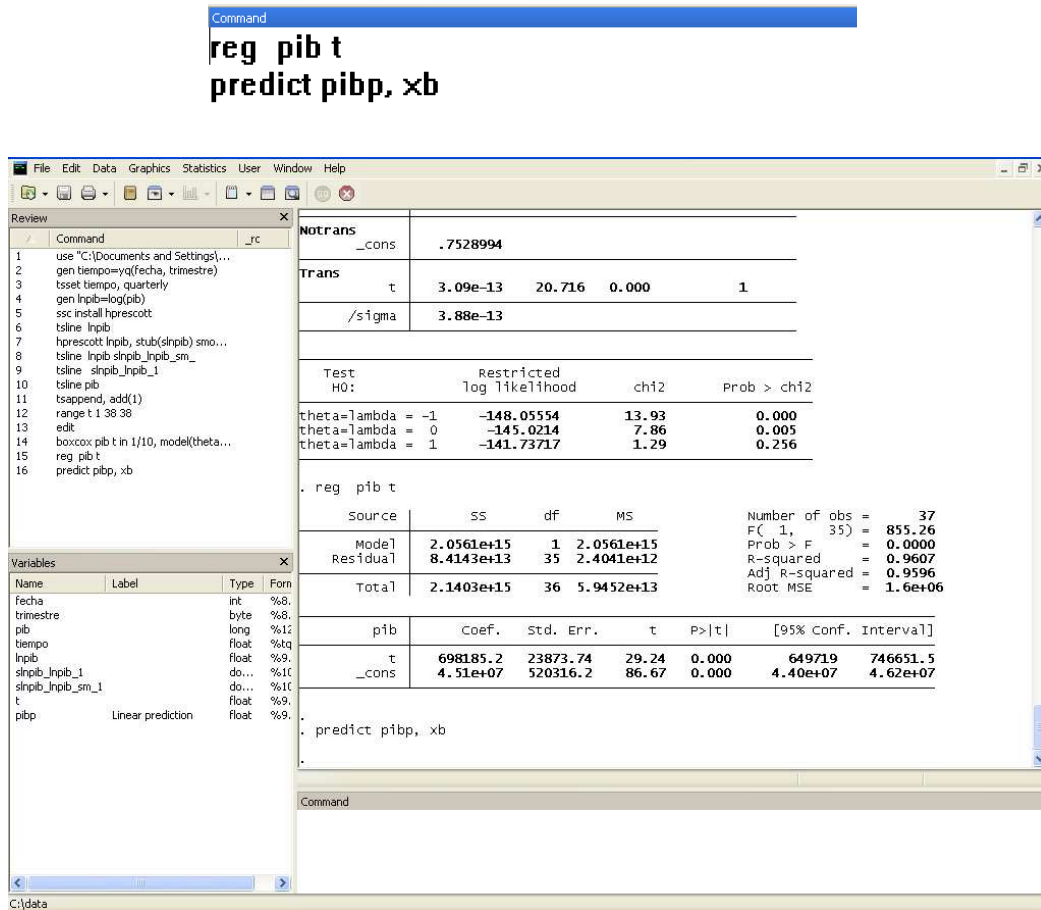 Command
reg pib t
predict pibp, xb
File Edit Data Graphics Statistics User Window Help
Review
Command _rc
1 use "C:\Documents and Settings\...
2 gen tiempo=yq(fecha, trimestre)
3 tsset tiempo, quarterly
4 gen lnpib=log(pib)
5 ssc install hprescott
6 tsline lnpib
7 hprescott lnpib, stub(slnpib) smo...
8 tsline lnpib slnpib_lnpib_sm_
9 tsline slnpib_lnpib_1
10 tsline pib
11 tsappend, add(1)
12 range t 1 38 38
13 edit
14 boxcox pib t in 1/10, model(theta...
15 reg pib t
16 predict pibp, xb
Variables
Name Label Type Forn
fecha int %8.
trimestre byte %8.
pib long %12
tiempo float %tq
lnpib float %9.
slnpib_lnpib_1 do... %10
slnpib_lnpib_sm_1 do... %10
t float %9.
pibp Linear prediction float %9.
Notrans
_cons .7528994
Trans
t 3.09e-13 20.716 0.000 1
/sigma 3.88e-13
Test Restricted
H0: log likelihood chi2 Prob > chi2
theta=lambda = -1 -148.05554 13.93 0.000
theta=lambda = 0 -145.0214 7.86 0.005
theta=lambda = 1 -141.73717 1.29 0.256
. reg pib t
Source SS df MS Number of obs = 37
F( 1, 35) = 855.26
Model 2.0561e+15 1 2.0561e+15 Prob > F = 0.0000
Residual 8.4143e+13 35 2.4041e+12 R-squared = 0.9607
Adj R-squared = 0.9596
Total 2.1403e+15 36 5.9452e+13 Root MSE = 1.6e+06
pib Coef. Std. Err. t P>|t| [95% Conf. Interval]
t 698185.2 23873.74 29.24 0.000 649719 746651.5
_cons 4.51e+07 520316.2 86.67 0.000 4.40e+07 4.62e+07
.
. predict pibp, xb
.
Command
C:\data